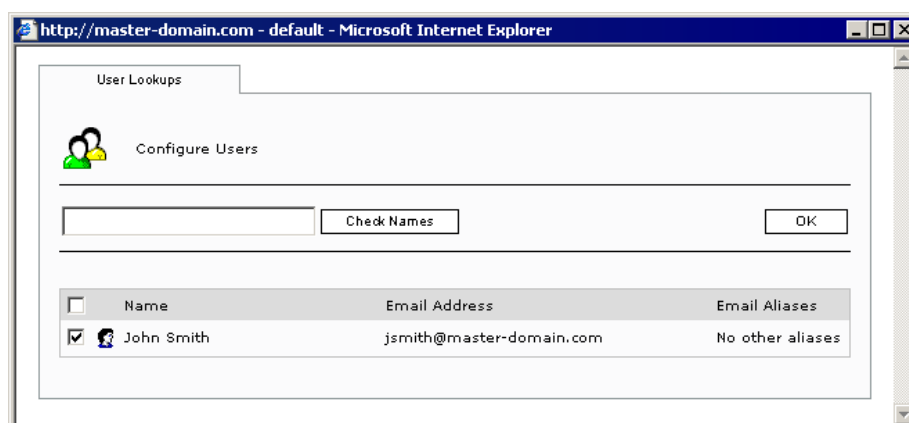 http://master-domain.com - default - Microsoft Internet Explorer
User Lookups
Configure Users
Check Names OK
Name Email Address Email Aliases
John Smith jsmith@master-domain.com No other aliases